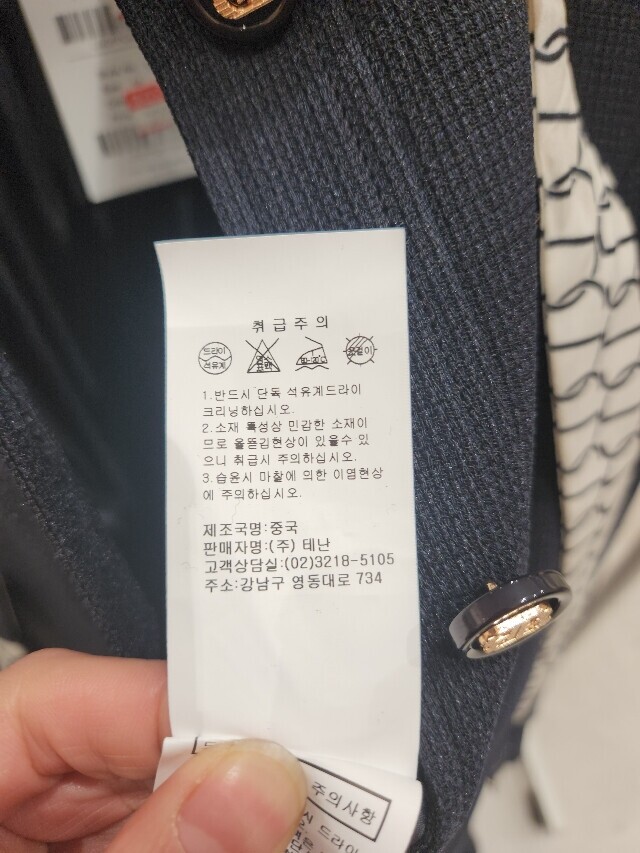 취급주의
드라이
석유계
1.반드시 단독 석유계드라이
크리닝하십시오.
2.소재 특성상 민감한 소재이
므로 올뜯김현상이 있을수 있
으니 취급시 주의하십시오.
3.습윤시 마찰에 의한 이염현상
에 주의하십시오.
제조국명:중국
판매자명:(주) 테난
고객상담실:(02)3218-5105
주소:강남구 영동대로 734
주의사항
드라이